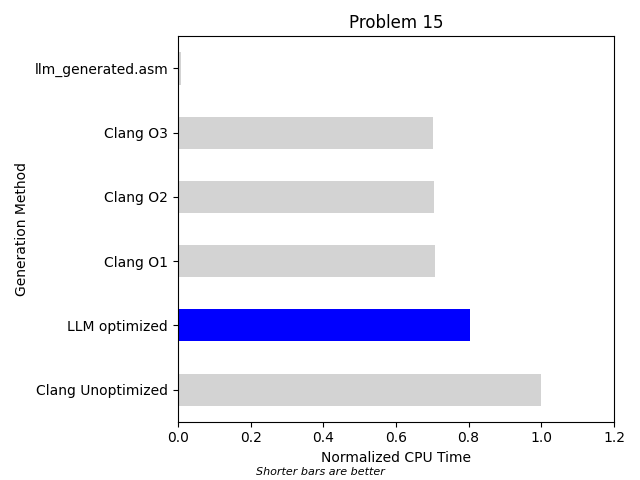 Problem 15
llm_generated.asm
Clang O3
Clang O2
Clang O1
LLM optimized
Clang Unoptimized
Generation Method
0.0 0.2 0.4 0.6 0.8 1.0 1.2
Normalized CPU Time
Shorter bars are better